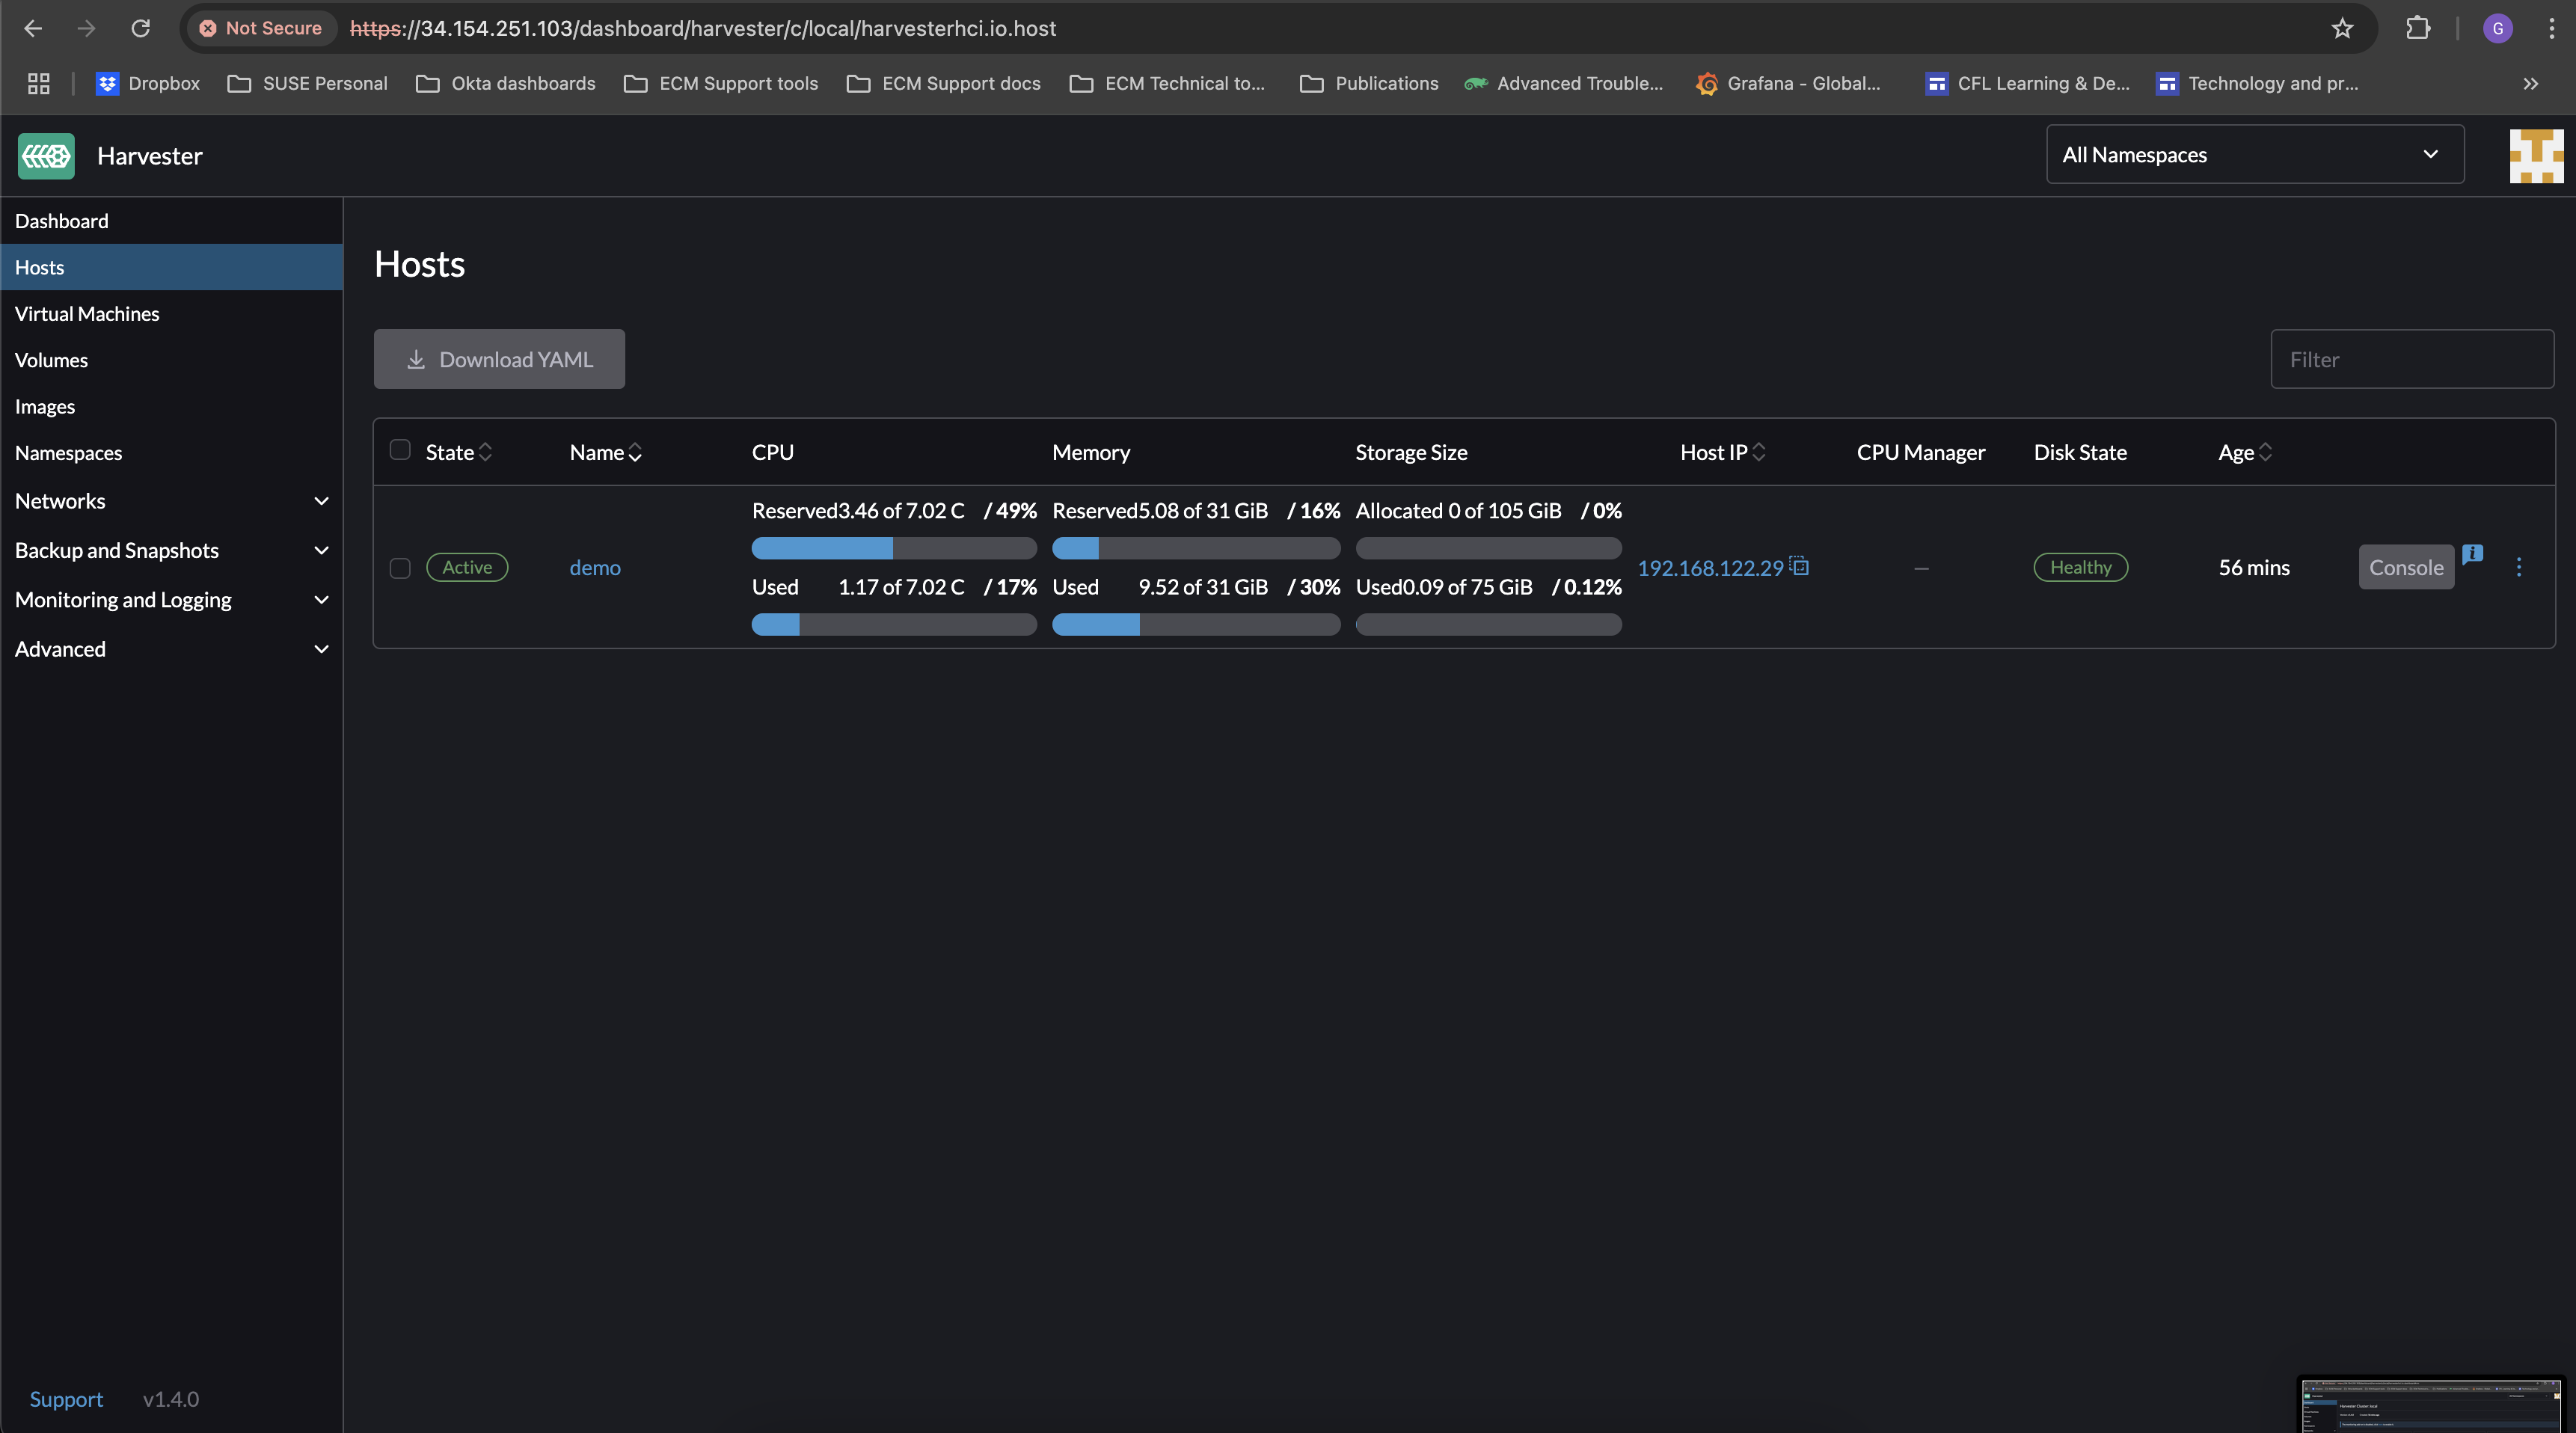 Not Secure https://34.154.251.103/dashboard/harvester/c/local/harvesterhci.io.host G
Dropbox SUSE Personal Okta dashboards ECM Support tools ECM Support docs ECM Technical to... Publications Advanced Trouble... Grafana - Global... CFL Learning & De... Technology and pr...
Harvester All Namespaces
Dashboard
Hosts
Virtual Machines
Volumes
Images
Namespaces
Networks
Backup and Snapshots
Monitoring and Logging
Advanced
Support v1.4.0
Hosts
Download YAML Filter
State Name CPU Memory Storage Size Host IP CPU Manager Disk State Age
Reserved3.46 of 7.02 C / 49% Reserved5.08 of 31 GiB / 16% Allocated 0 of 105 GiB / 0%
Active demo 192.168.122.29 — Healthy 56 mins Console
Used 1.17 of 7.02 C / 17% Used 9.52 of 31 GiB / 30% Used0.09 of 75 GiB / 0.12%